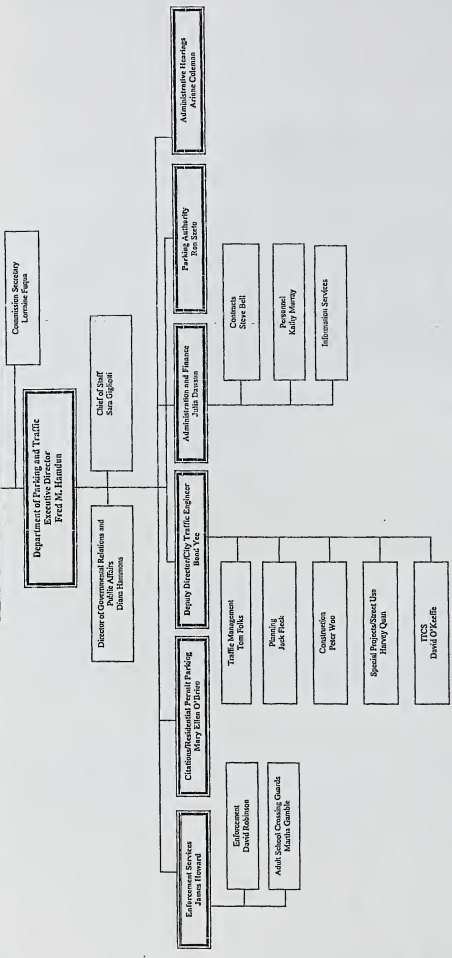 Commission Secretary
Lorraine Fuqua
Department of Parking and Traffic
Executive Director
Fred M. Hamdun
Director of Governmental Relations and
Public Affairs
Diana Hammons
Chief of Staff
Sara Gigliotti
Enforcement Services
James Howard
Citations/Residential Permit Parking
Mary Ellen O'Brien
Deputy Director/City Traffic Engineer
Bond Yee
Administration and Finance
Julia Dawson
Parking Authority
Ron Szeto
Administrative Hearings
Ariane Coleman
Enforcement
David Robinson
Adult School Crossing Guards
Martha Gamble
Traffic Management
Tom Folks
Planning
Jack Fleck
Construction
Peter Woo
Special Projects/Street Use
Harvey Quan
ITCS
David O'Keeffe
Contracts
Steve Bell
Personnel
Kathy Murray
Information Services